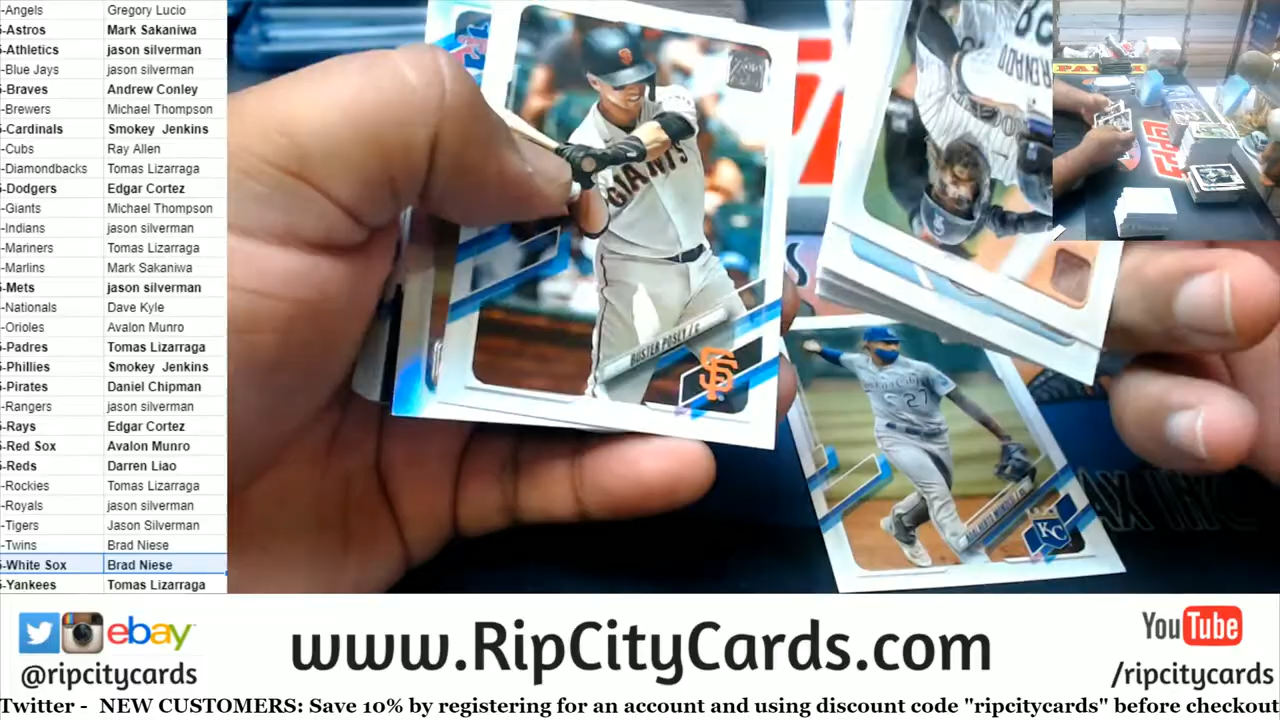 -Angels Gregory Lucio
-Astros Mark Sakaniwa
-Athletics jason silverman
-Blue Jays jason silverman
-Braves Andrew Conley
-Brewers Michael Thompson
-Cardinals Smokey Jenkins
-Cubs Ray Allen
-Diamondbacks Tomas Lizarraga
-Dodgers Edgar Cortez
-Giants Michael Thompson
-Indians jason silverman
-Mariners Tomas Lizarraga
-Marlins Mark Sakaniwa
-Mets jason silverman
-Nationals Dave Kyle
-Orioles Avalon Munro
-Padres Tomas Lizarraga
-Phillies Smokey Jenkins
-Pirates Daniel Chipman
-Rangers jason silverman
-Rays Edgar Cortez
-Red Sox Avalon Munro
-Reds Darren Liao
-Rockies Tomas Lizarraga
-Royals jason silverman
-Tigers Jason Silverman
-Twins Brad Niese
-White Sox Brad Niese
-Yankees Tomas Lizarraga
GIANTS
BUSTER POSEY / C
SF
27
KC
ebay
@ripcitycards
www.RipCityCards.com
YouTube
/ripcitycards
Twitter - NEW CUSTOMERS: Save 10% by registering for an account and using discount code "ripcitycards" before checkout